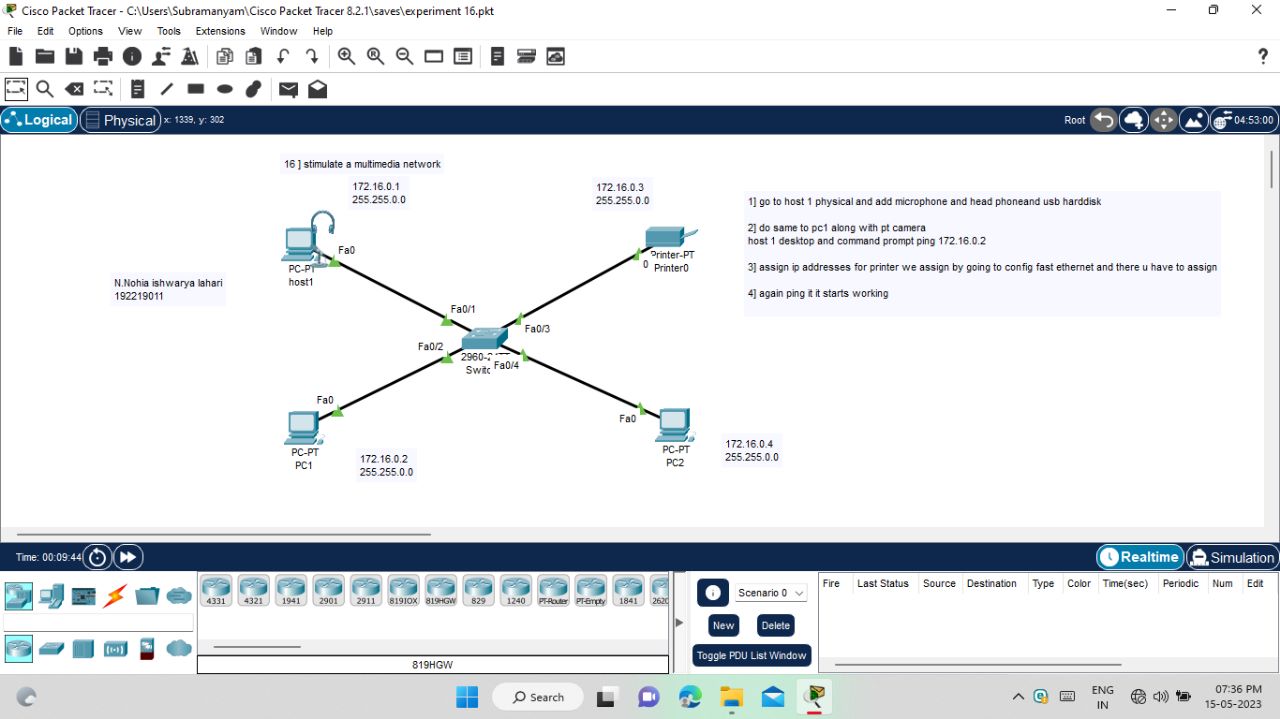 Cisco Packet Tracer - C:\Users\Subramanyam\Cisco Packet Tracer 8.2.1\saves\experiment 16.pkt
File Edit Options View Tools Extensions Window Help
?
Logical Physical x: 1339, y: 302 Root 04:53:00
16 ] stimulate a multimedia network
172.16.0.1
255.255.0.0
172.16.0.3
255.255.0.0
1] go to host 1 physical and add microphone and head phoneand usb harddisk
2] do same to pc1 along with pt camera
host 1 desktop and command prompt ping 172.16.0.2
3] assign ip addresses for printer we assign by going to config fast ethernet and there u have to assign
4] again ping it it starts working
Fa0
PC-PT
host1
0
Printer-PT
Printer0
N.Nohia ishwarya lahari
192219011
Fa0/1
Fa0/3
Fa0/2
Fa0/4
Fa0
PC-PT
PC1
172.16.0.2
255.255.0.0
Fa0
PC-PT
PC2
172.16.0.4
255.255.0.0
Time: 00:09:44 Realtime Simulation
4331 4321 1941 2901 2911 819IOX 819HGW 829 1240 PT-Router PT-Empty 1841
819HGW
Scenario 0
New Delete
Toggle PDU List Window
Fire Last Status Source Destination Type Color Time(sec) Periodic Num Edit
Search
ENG
IN
07:36 PM
15-05-2023